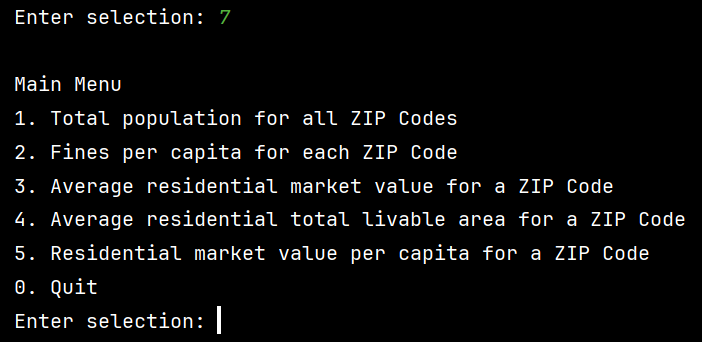 Enter selection: 7
Main Menu
1. Total population for all ZIP Codes
2. Fines per capita for each ZIP Code
3. Average residential market value for a ZIP Code
4. Average residential total livable area for a ZIP Code
5. Residential market value per capita for a ZIP Code
0. Quit
Enter selection: